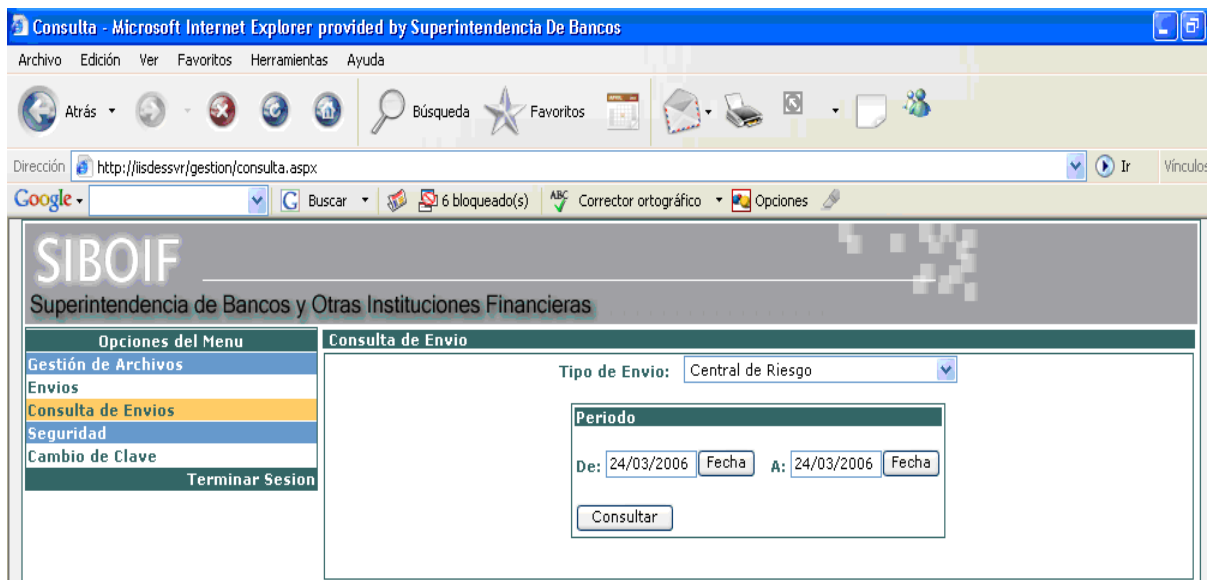 Consulta - Microsoft Internet Explorer provided by Superintendencia De Bancos
Archivo Edición Ver Favoritos Herramientas Ayuda
Atrás Búsqueda Favoritos
Dirección http://iisdessvr/gestion/consulta.aspx Ir Vínculos
Google G Buscar 6 bloqueado(s) ABC Corrector ortográfico Opciones
SIBOIF
Superintendencia de Bancos y Otras Instituciones Financieras
Opciones del Menu
Gestión de Archivos
Envios
Consulta de Envios
Seguridad
Cambio de Clave
Terminar Sesion
Consulta de Envio
Tipo de Envio: Central de Riesgo
Periodo
De: 24/03/2006 Fecha A: 24/03/2006 Fecha
Consultar